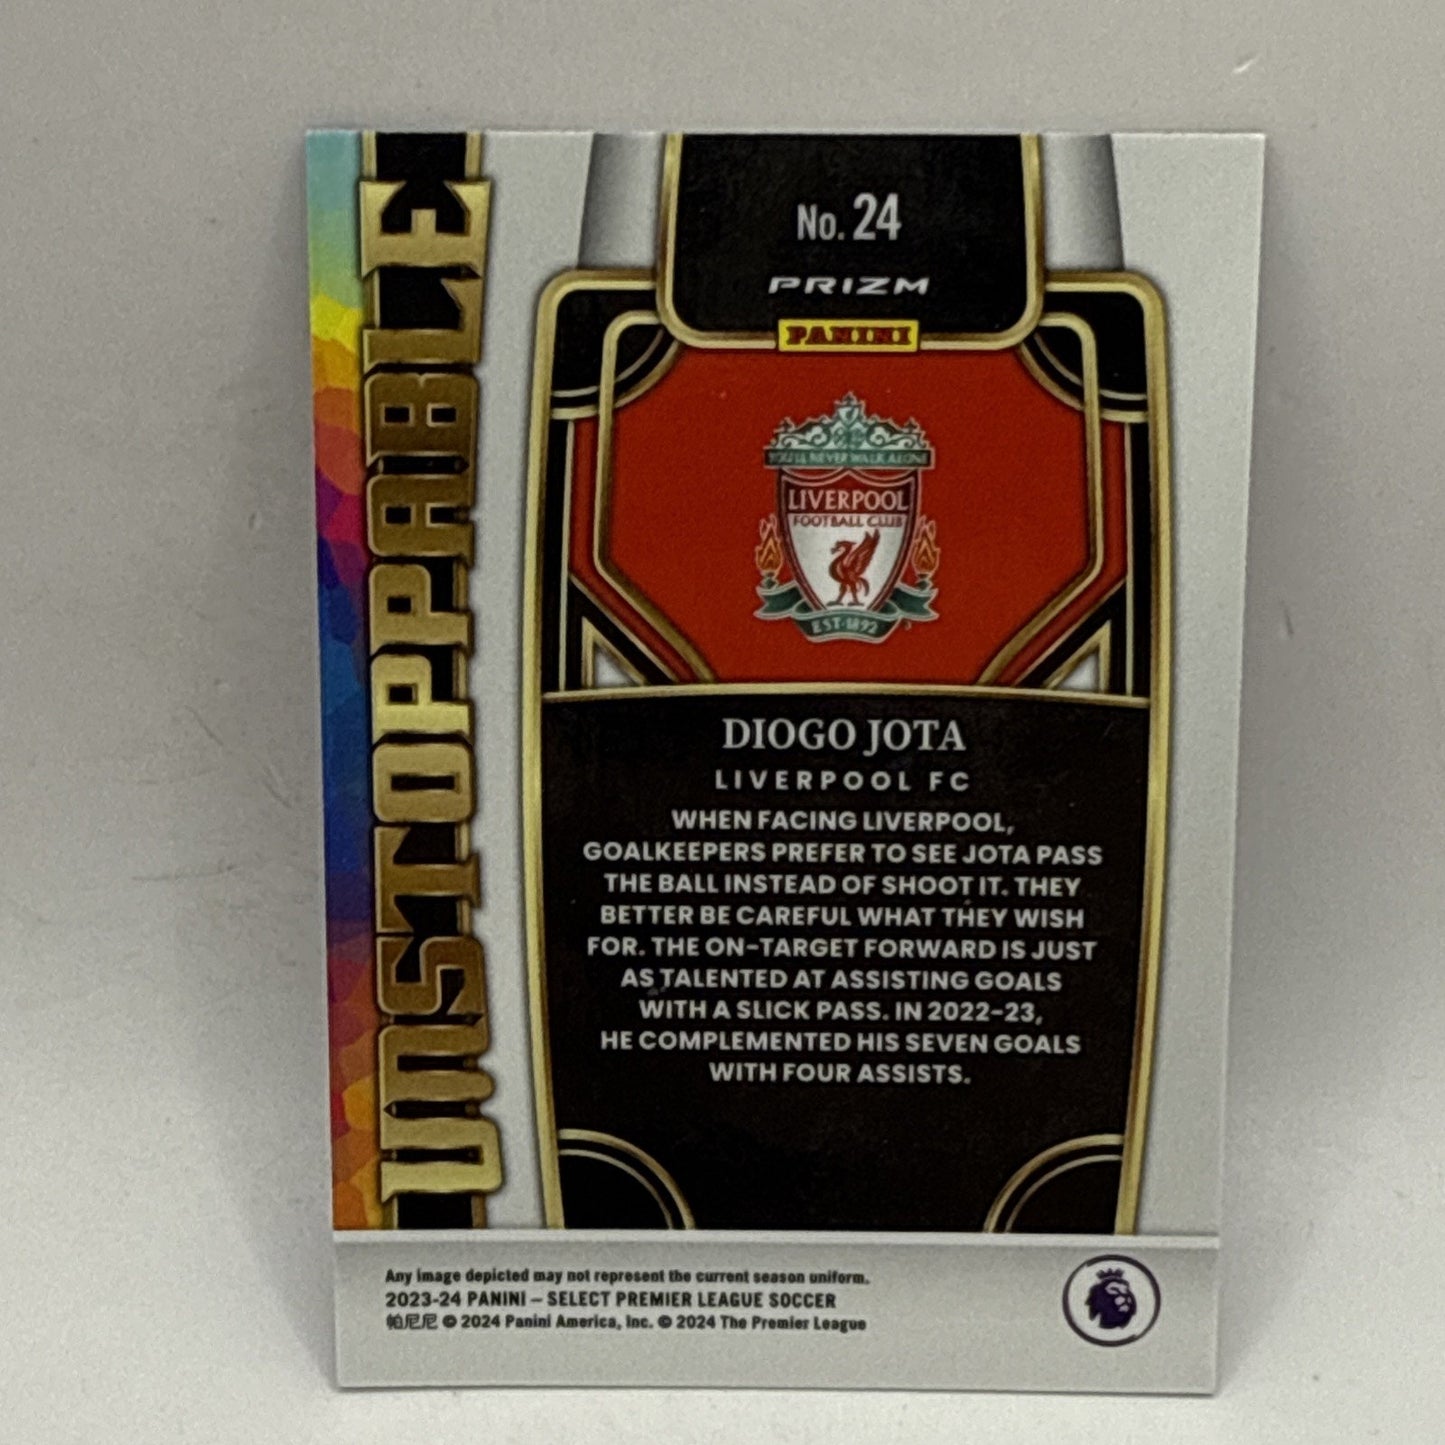 UNSTOPPABLE
No. 24
PRIZM
PANINI
YOU'LL NEVER WALK ALONE
LIVERPOOL
FOOTBALL CLUB
EST·1892
DIOGO JOTA
LIVERPOOL FC
WHEN FACING LIVERPOOL,
GOALKEEPERS PREFER TO SEE JOTA PASS
THE BALL INSTEAD OF SHOOT IT. THEY
BETTER BE CAREFUL WHAT THEY WISH
FOR. THE ON-TARGET FORWARD IS JUST
AS TALENTED AT ASSISTING GOALS
WITH A SLICK PASS. IN 2022-23,
HE COMPLEMENTED HIS SEVEN GOALS
WITH FOUR ASSISTS.
Any image depicted may not represent the current season uniform.
2023-24 PANINI – SELECT PREMIER LEAGUE SOCCER
帕尼尼 © 2024 Panini America, Inc. © 2024 The Premier League